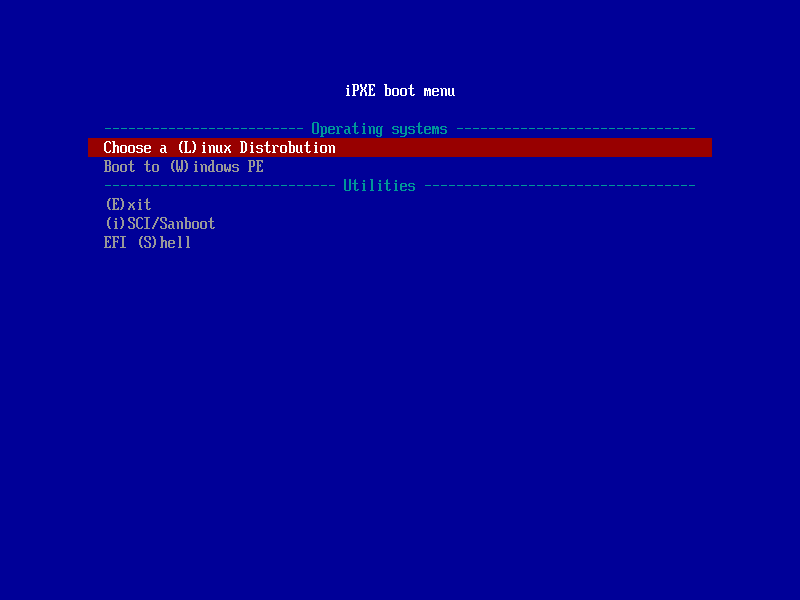 iPXE boot menu
------------------------- Operating systems ------------------------------
Choose a (L)inux Distrobution
Boot to (W)indows PE
----------------------------- Utilities ----------------------------------
(E)xit
(i)SCI/Sanboot
EFI (S)hell